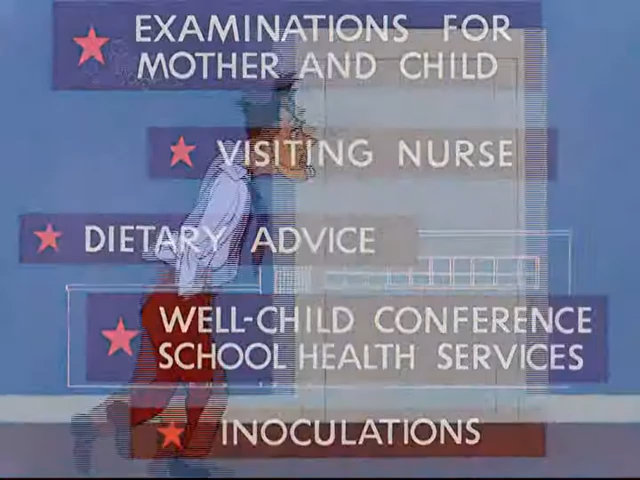 EXAMINATIONS FOR
MOTHER AND CHILD
VISITING NURSE
DIETARY ADVICE
WELL-CHILD CONFERENCE
SCHOOL HEALTH SERVICES
INOCULATIONS